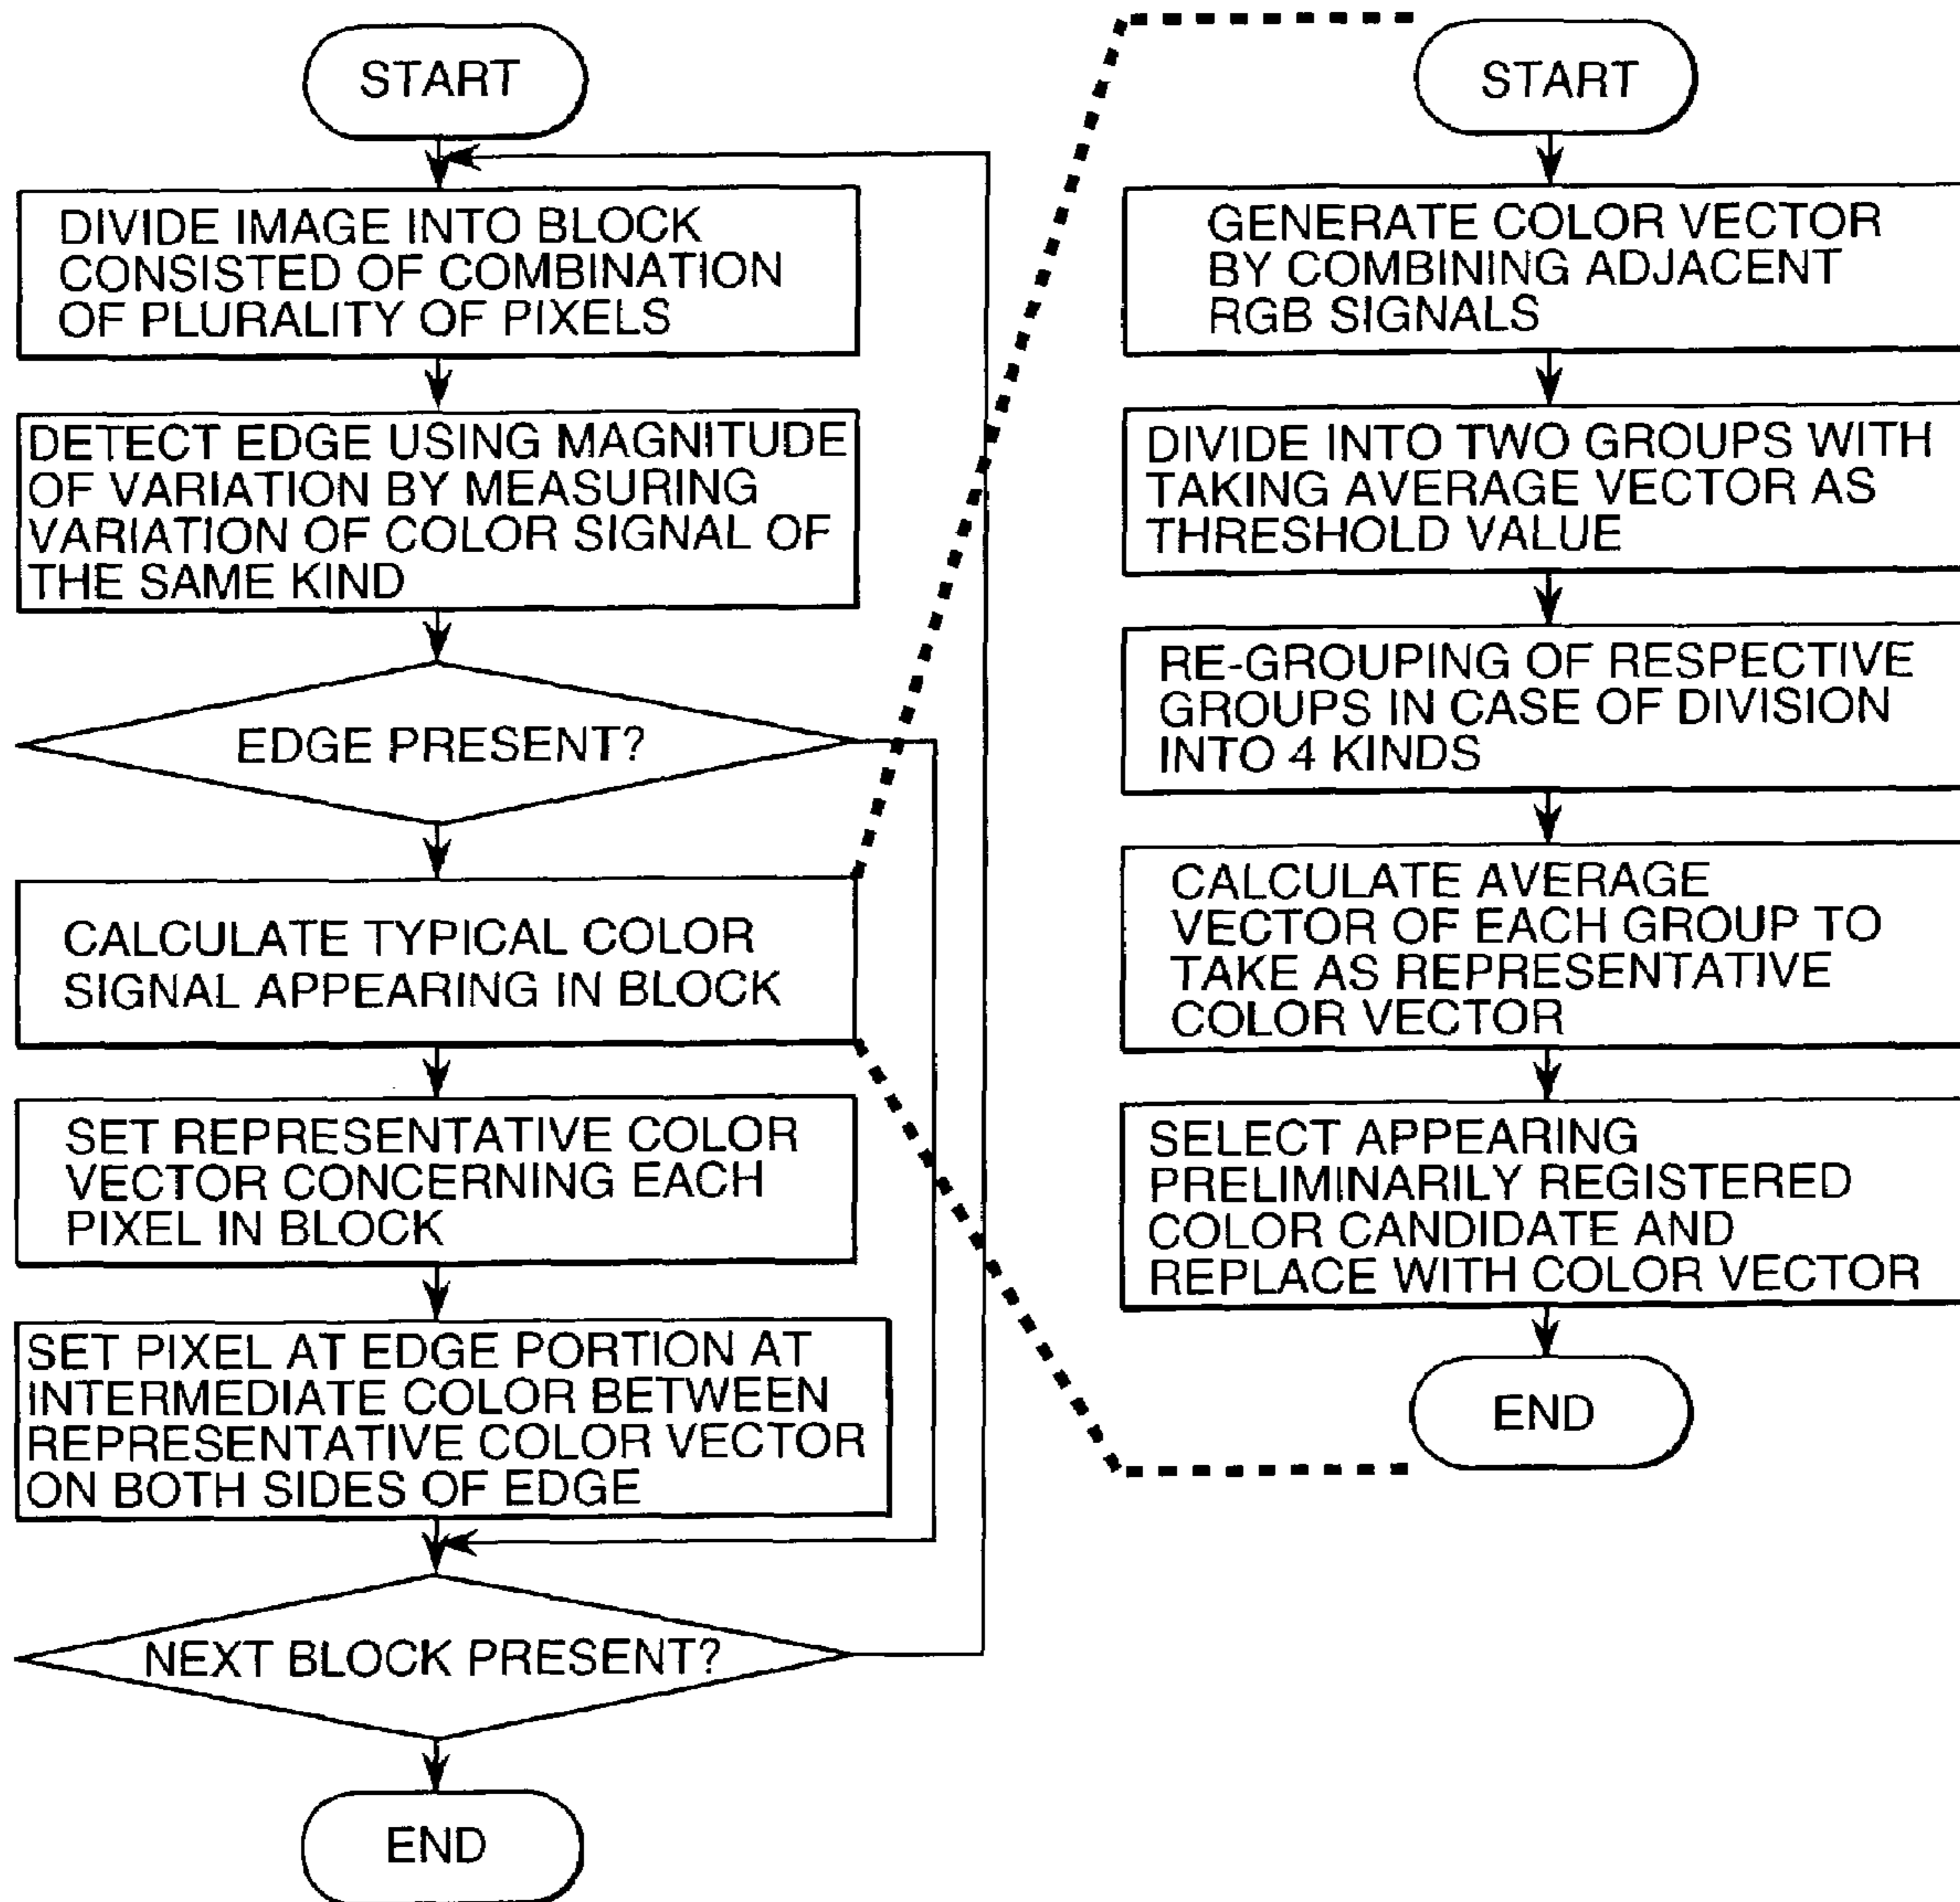 START
DIVIDE IMAGE INTO BLOCK
CONSISTED OF COMBINATION
OF PLURALITY OF PIXELS
DETECT EDGE USING MAGNITUDE
OF VARIATION BY MEASURING
VARIATION OF COLOR SIGNAL OF
THE SAME KIND
EDGE PRESENT?
CALCULATE TYPICAL COLOR
SIGNAL APPEARING IN BLOCK
SET REPRESENTATIVE COLOR
VECTOR CONCERNING EACH
PIXEL IN BLOCK
SET PIXEL AT EDGE PORTION AT
INTERMEDIATE COLOR BETWEEN
REPRESENTATIVE COLOR VECTOR
ON BOTH SIDES OF EDGE
NEXT BLOCK PRESENT?
END
START
GENERATE COLOR VECTOR
BY COMBINING ADJACENT
RGB SIGNALS
DIVIDE INTO TWO GROUPS WITH
TAKING AVERAGE VECTOR AS
THRESHOLD VALUE
RE-GROUPING OF RESPECTIVE
GROUPS IN CASE OF DIVISION
INTO 4 KINDS
CALCULATE AVERAGE
VECTOR OF EACH GROUP TO
TAKE AS REPRESENTATIVE
COLOR VECTOR
SELECT APPEARING
PRELIMINARILY REGISTERED
COLOR CANDIDATE AND
REPLACE WITH COLOR VECTOR
END